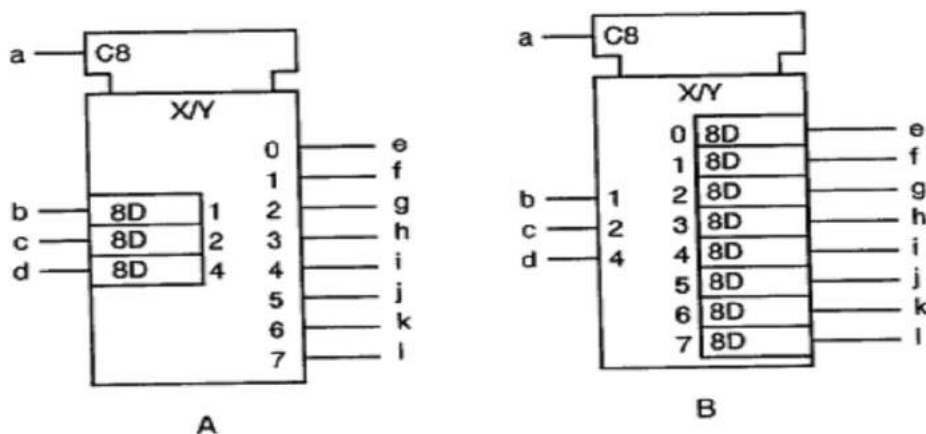 a C8
X/Y
0 e
1 f
2 g
3 h
4 i
5 j
6 k
7 l
b 8D 1
c 8D 2
d 8D 4
A
a C8
X/Y
0 8D e
1 8D f
2 8D g
3 8D h
4 8D i
5 8D j
6 8D k
7 8D l
b 1
c 2
d 4
B